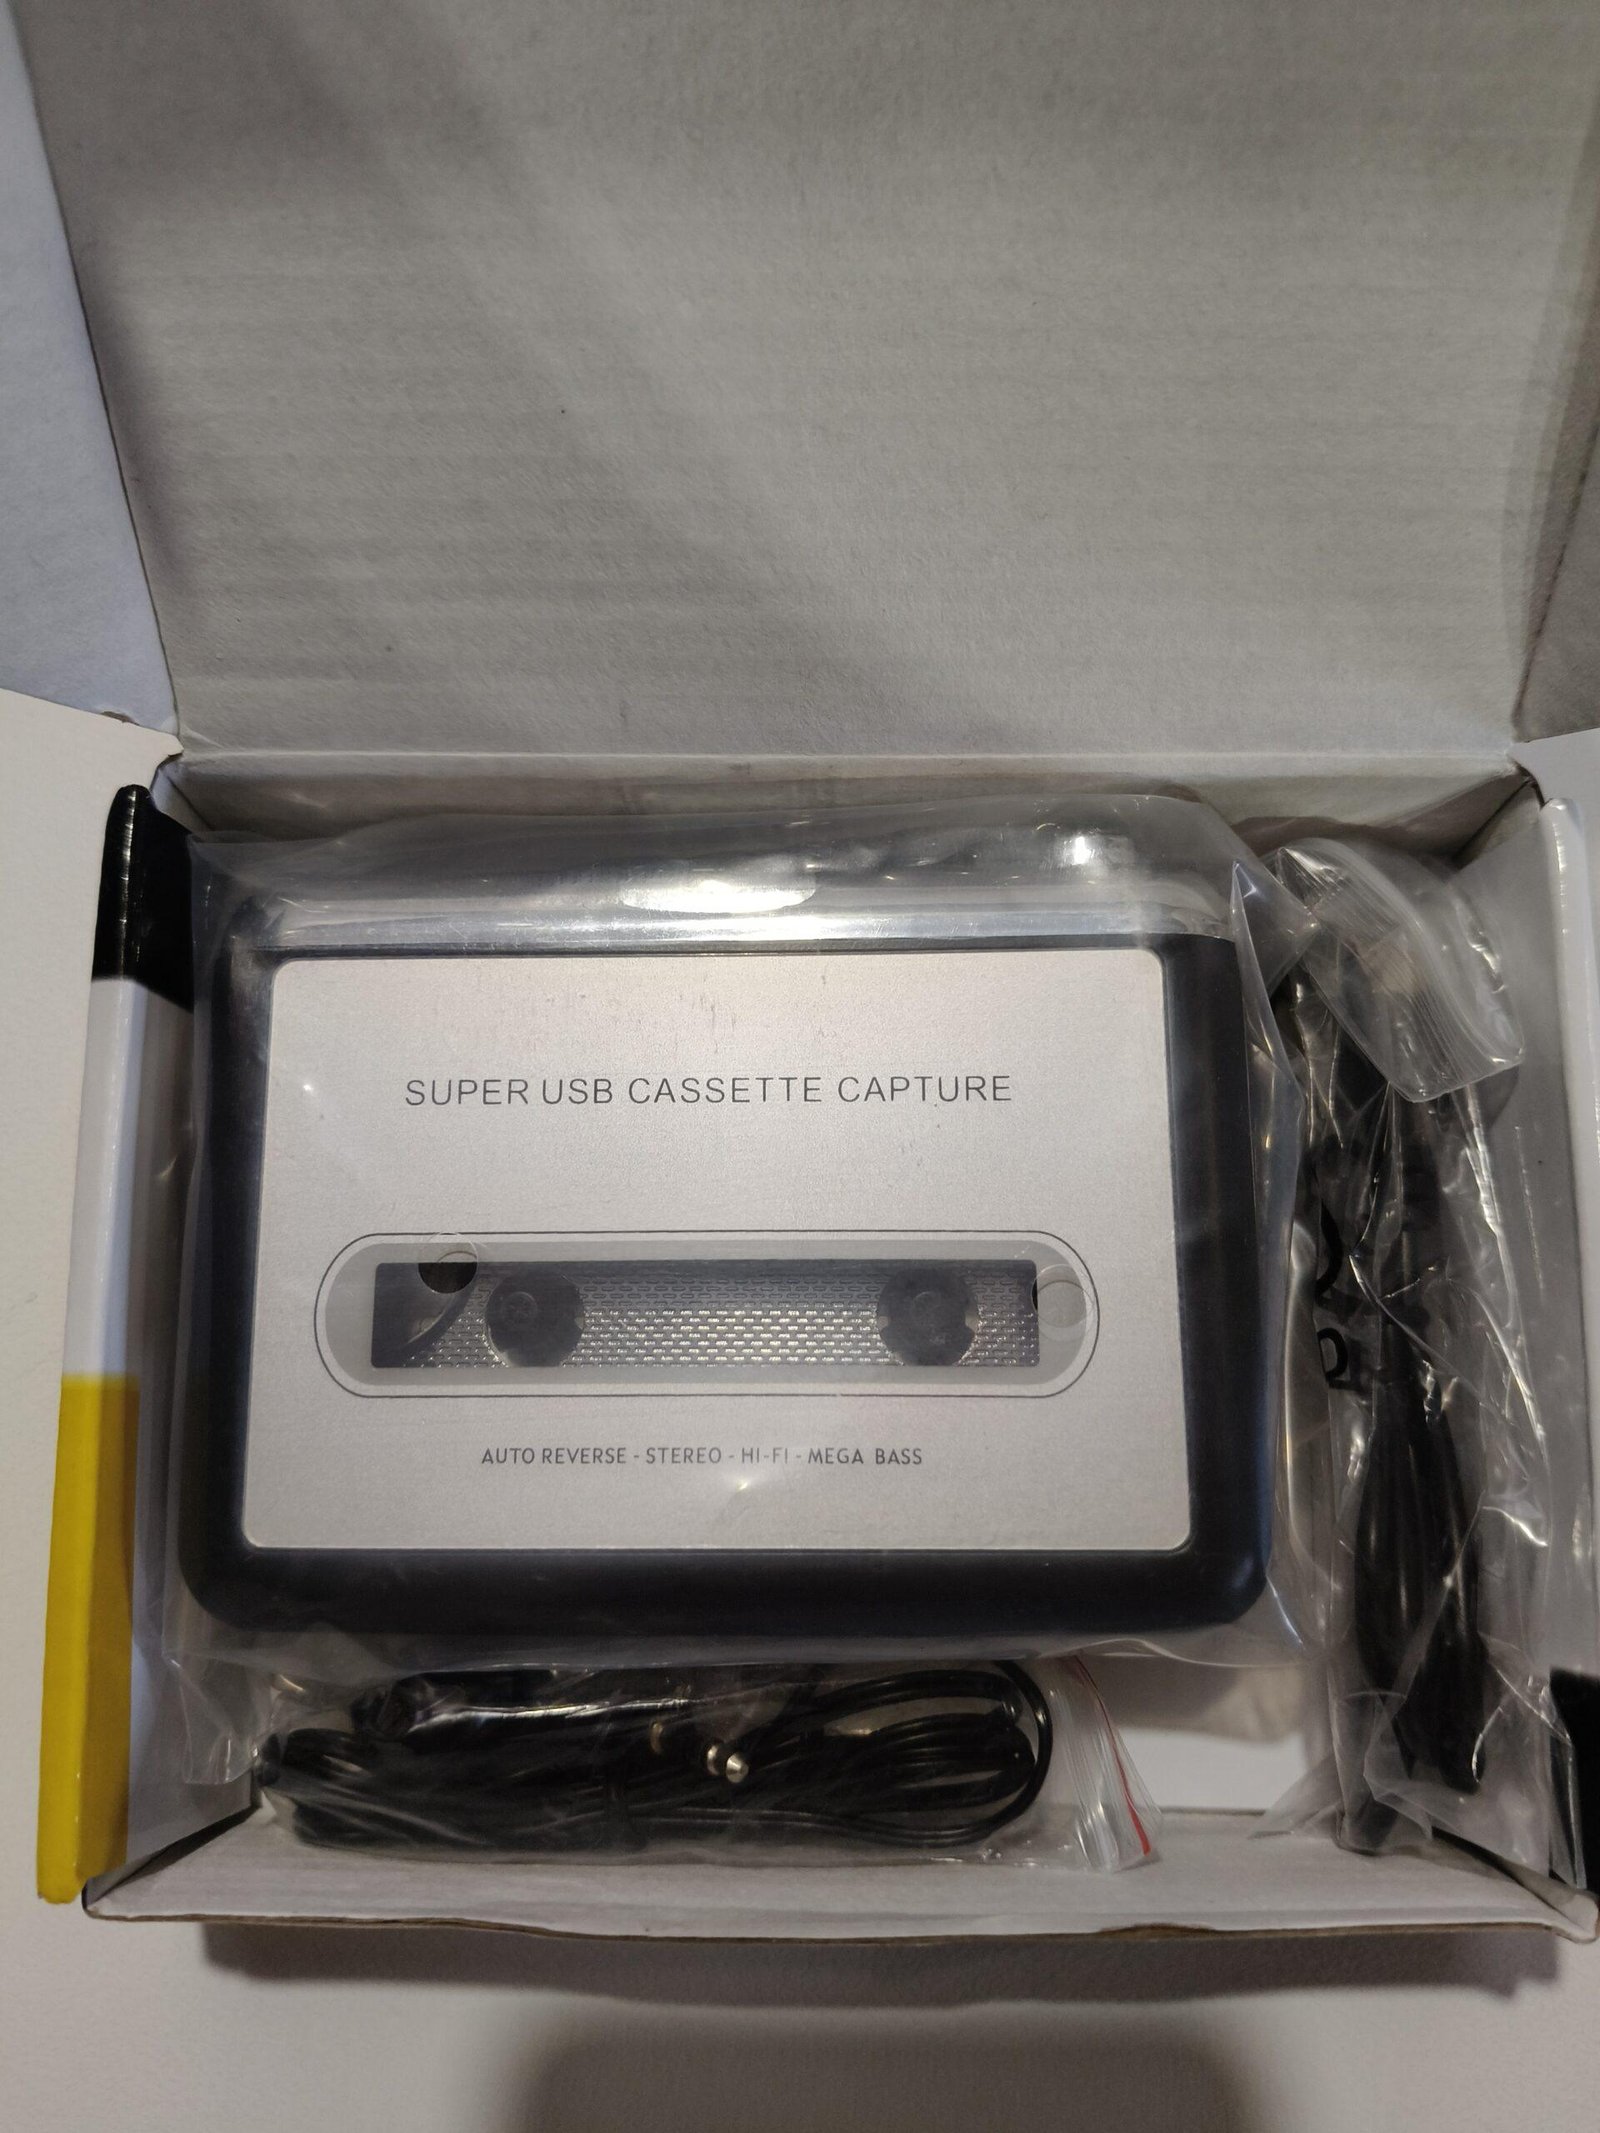 SUPER USB CASSETTE CAPTURE
AUTO REVERSE - STEREO - HI-FI - MEGA BASS